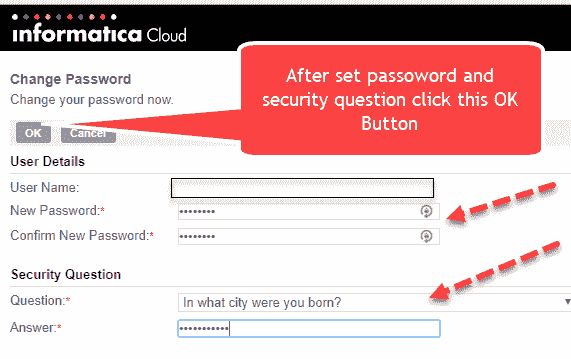 informatica Cloud
Change Password
Change your password now.
After set passoword and
security question click this OK
Button
OK Cancel
User Details
User Name:
New Password:* ••••••••
Confirm New Password:* ••••••••
Security Question
Question:* In what city were you born?
Answer:* •••••••••••